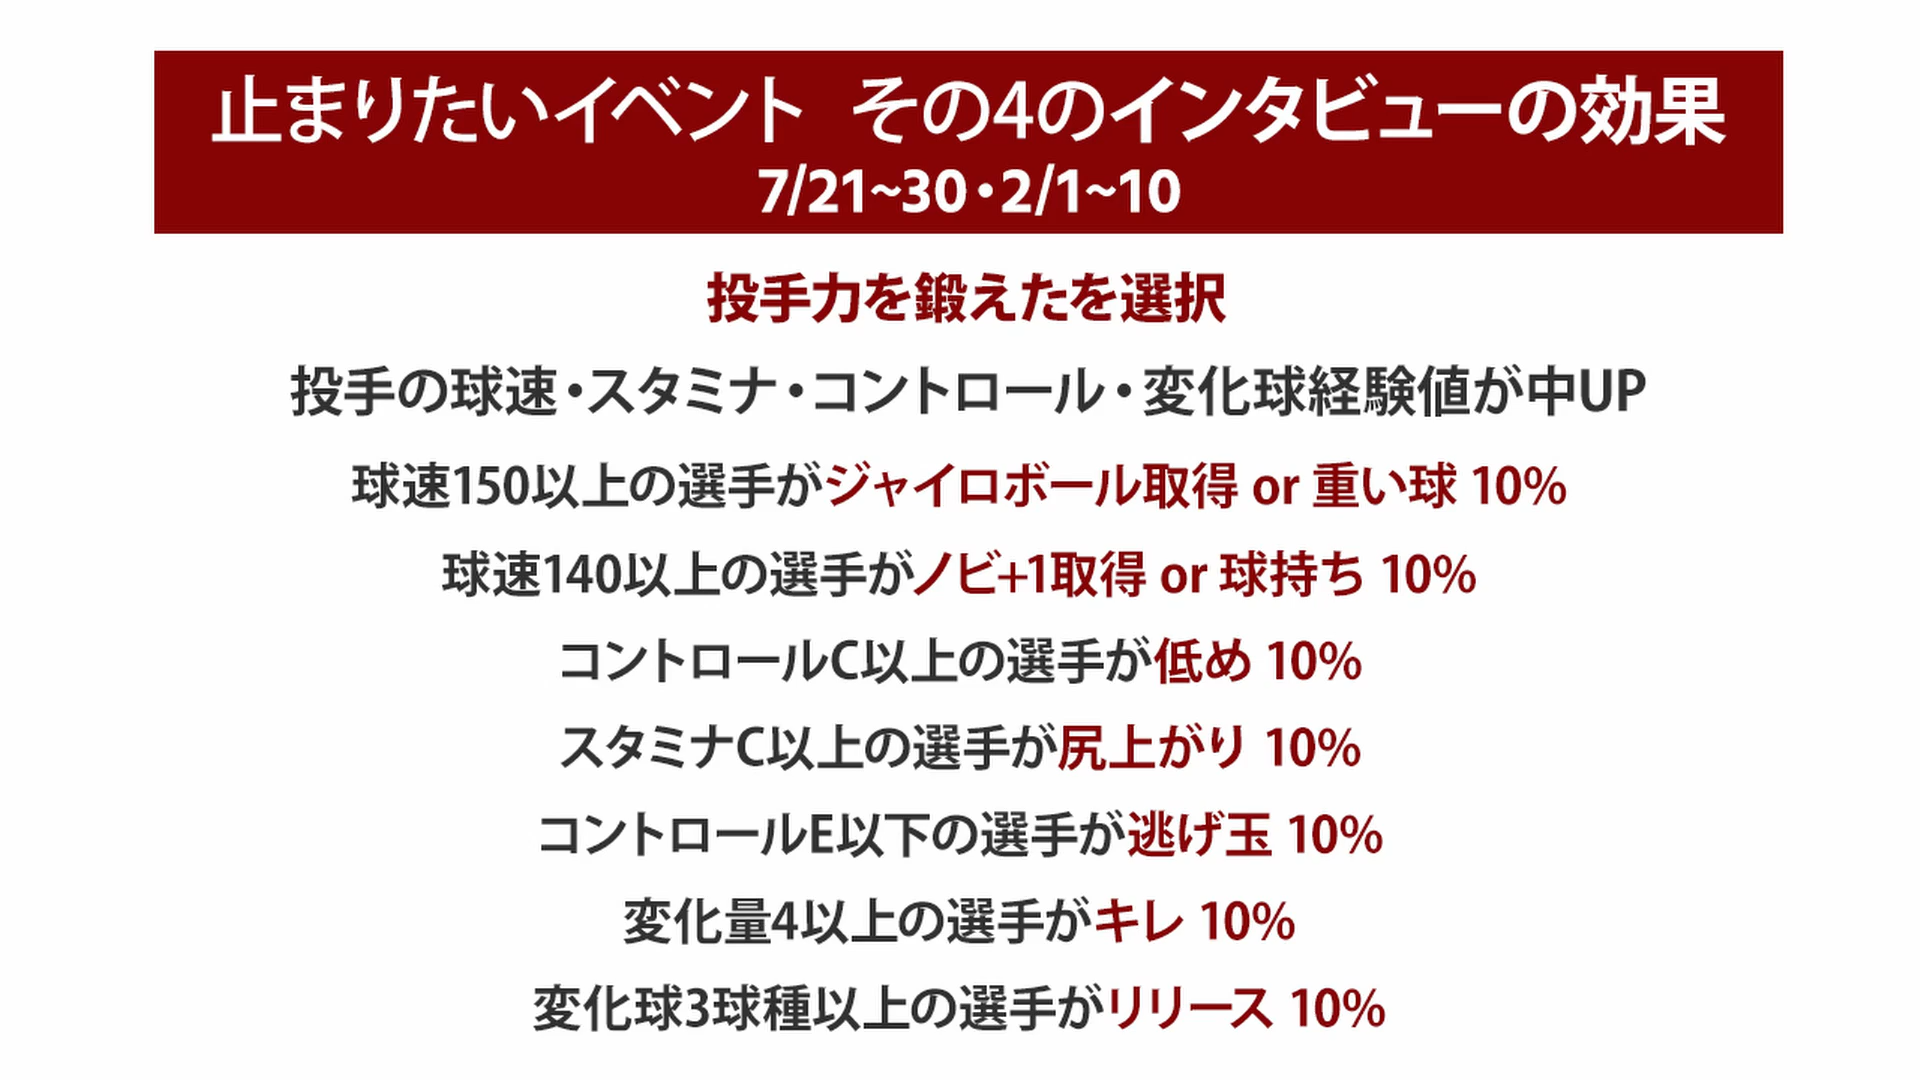 止まりたいイベント その4のインタビューの効果
7/21~30・2/1~10
投手力を鍛えたを選択
投手の球速・スタミナ・コントロール・変化球経験値が中UP
球速150以上の選手がジャイロボール取得 or 重い球 10%
球速140以上の選手がノビ+1取得 or 球持ち 10%
コントロールC以上の選手が低め 10%
スタミナC以上の選手が尻上がり 10%
コントロールE以下の選手が逃げ玉 10%
変化量4以上の選手がキレ 10%
変化球3球種以上の選手がリリース 10%